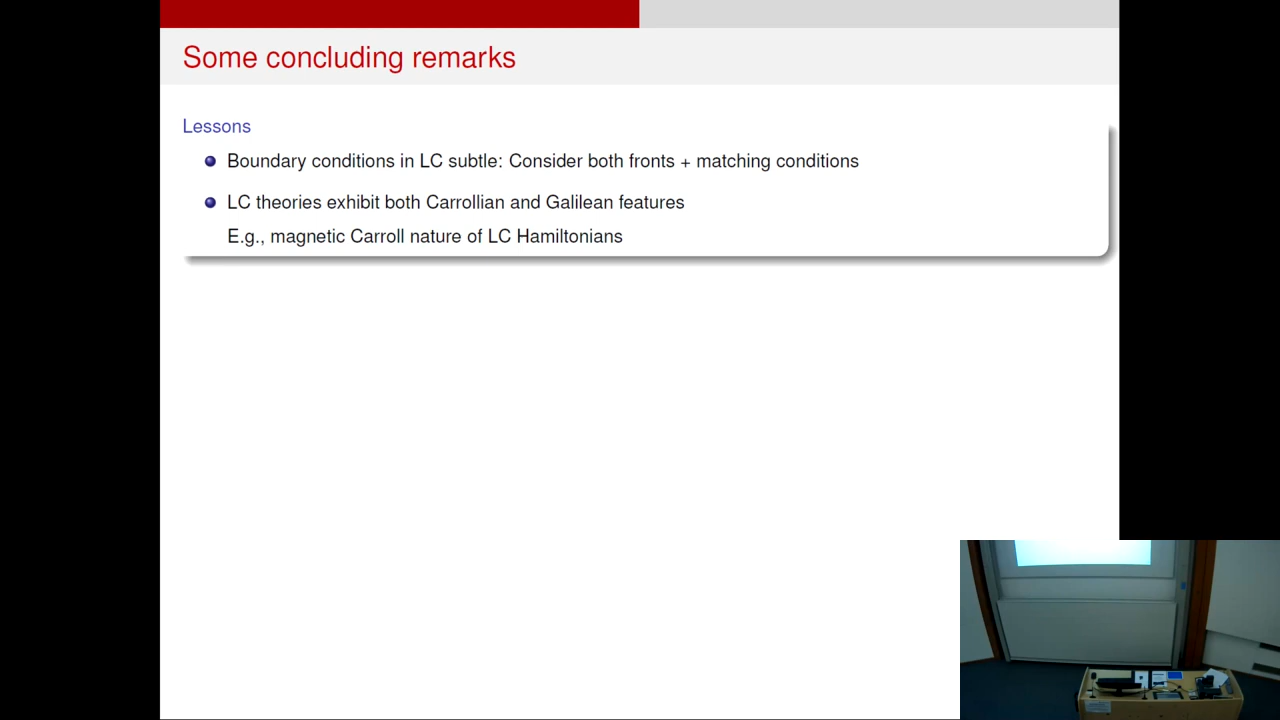 Some concluding remarks
Lessons
Boundary conditions in LC subtle: Consider both fronts + matching conditions
LC theories exhibit both Carrollian and Galilean features
E.g., magnetic Carroll nature of LC Hamiltonians